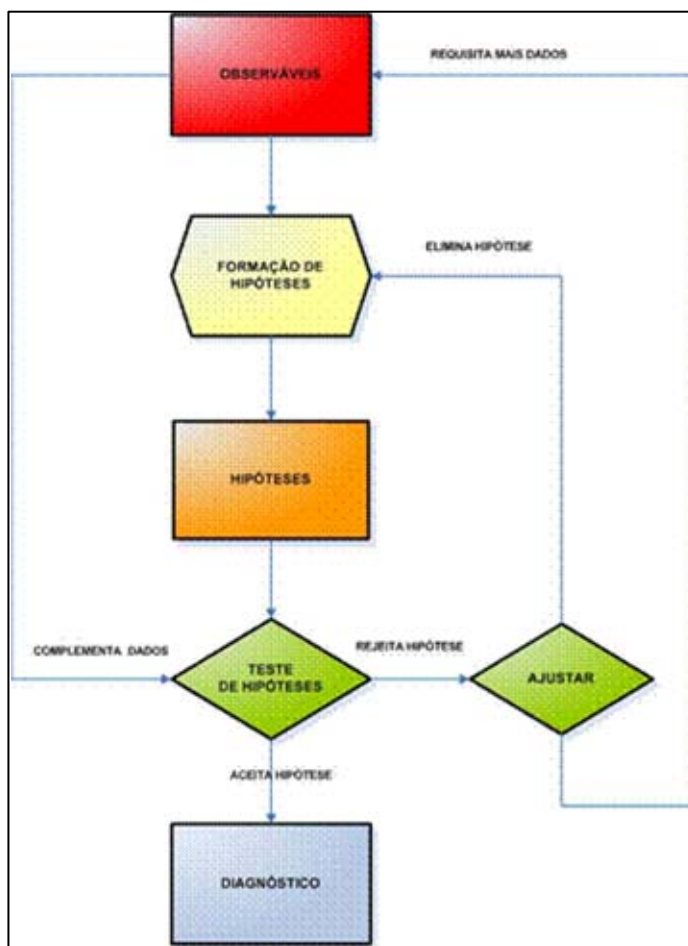 OBSERVÁVEIS
REQUISITA MAIS DADOS
FORMAÇÃO DE
HIPÓTESES
ELIMINA HIPÓTESE
HIPÓTESES
COMPLEMENTA DADOS
TESTE
DE HIPÓTESES
REJEITA HIPÓTESE
AJUSTAR
ACEITA HIPÓTESE
DIAGNÓSTICO